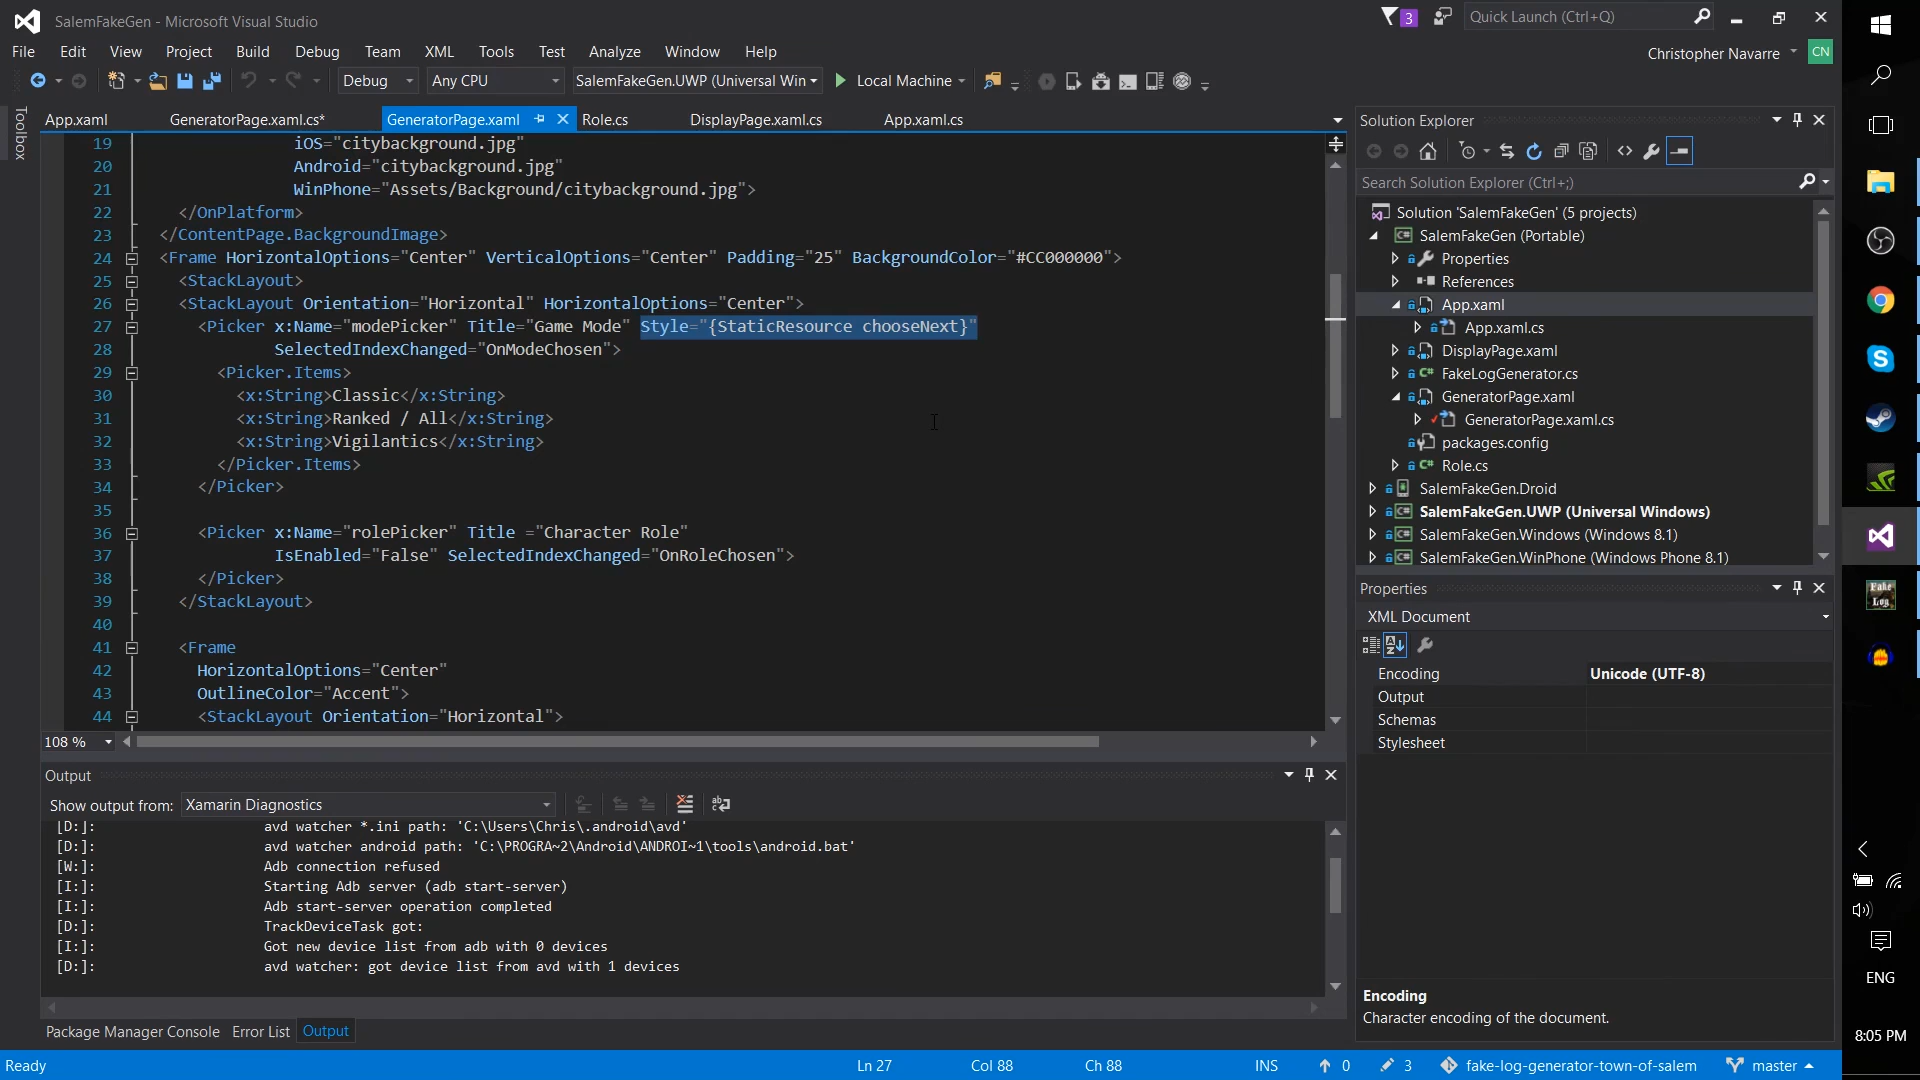 SalemFakeGen - Microsoft Visual Studio
3
Quick Launch (Ctrl+Q)
File Edit View Project Build Debug Team XML Tools Test Analyze Window Help
Christopher Navarre CN
Debug Any CPU SalemFakeGen.UWP (Universal Win Local Machine
Toolbox
App.xaml GeneratorPage.xaml.cs* GeneratorPage.xaml Role.cs DisplayPage.xaml.cs App.xaml.cs
19 iOS="citybackground.jpg"
20 Android="citybackground.jpg"
21 WinPhone="Assets/Background/citybackground.jpg">
22 </OnPlatform>
23 </ContentPage.BackgroundImage>
24 <Frame HorizontalOptions="Center" VerticalOptions="Center" Padding="25" BackgroundColor="#CC000000">
25 <StackLayout>
26 <StackLayout Orientation="Horizontal" HorizontalOptions="Center">
27 <Picker x:Name="modePicker" Title="Game Mode" Style="{StaticResource chooseNext}"
28 SelectedIndexChanged="OnModeChosen">
29 <Picker.Items>
30 <x:String>Classic</x:String>
31 <x:String>Ranked / All</x:String>
32 <x:String>Vigilantics</x:String>
33 </Picker.Items>
34 </Picker>
35
36 <Picker x:Name="rolePicker" Title ="Character Role"
37 IsEnabled="False" SelectedIndexChanged="OnRoleChosen">
38 </Picker>
39 </StackLayout>
40
41 <Frame
42 HorizontalOptions="Center"
43 OutlineColor="Accent">
44 <StackLayout Orientation="Horizontal">
108 %
Output
Show output from: Xamarin Diagnostics
[D:]: avd watcher *.ini path: 'C:\Users\Chris\.android\avd'
[D:]: avd watcher android path: 'C:\PROGRA~2\Android\ANDROI~1\tools\android.bat'
[W:]: Adb connection refused
[I:]: Starting Adb server (adb start-server)
[I:]: Adb start-server operation completed
[D:]: TrackDeviceTask got:
[I:]: Got new device list from adb with 0 devices
[D:]: avd watcher: got device list from avd with 1 devices
Package Manager Console Error List Output
Solution Explorer
Search Solution Explorer (Ctrl+;)
Solution 'SalemFakeGen' (5 projects)
SalemFakeGen (Portable)
Properties
References
App.xaml
App.xaml.cs
DisplayPage.xaml
FakeLogGenerator.cs
GeneratorPage.xaml
GeneratorPage.xaml.cs
packages.config
Role.cs
SalemFakeGen.Droid
SalemFakeGen.UWP (Universal Windows)
SalemFakeGen.Windows (Windows 8.1)
SalemFakeGen.WinPhone (Windows Phone 8.1)
Properties
XML Document
Encoding Unicode (UTF-8)
Output
Schemas
Stylesheet
Encoding
Character encoding of the document.
Fake
Log
ENG
8:05 PM
Ready Ln 27 Col 88 Ch 88 INS 0 3 fake-log-generator-town-of-salem master